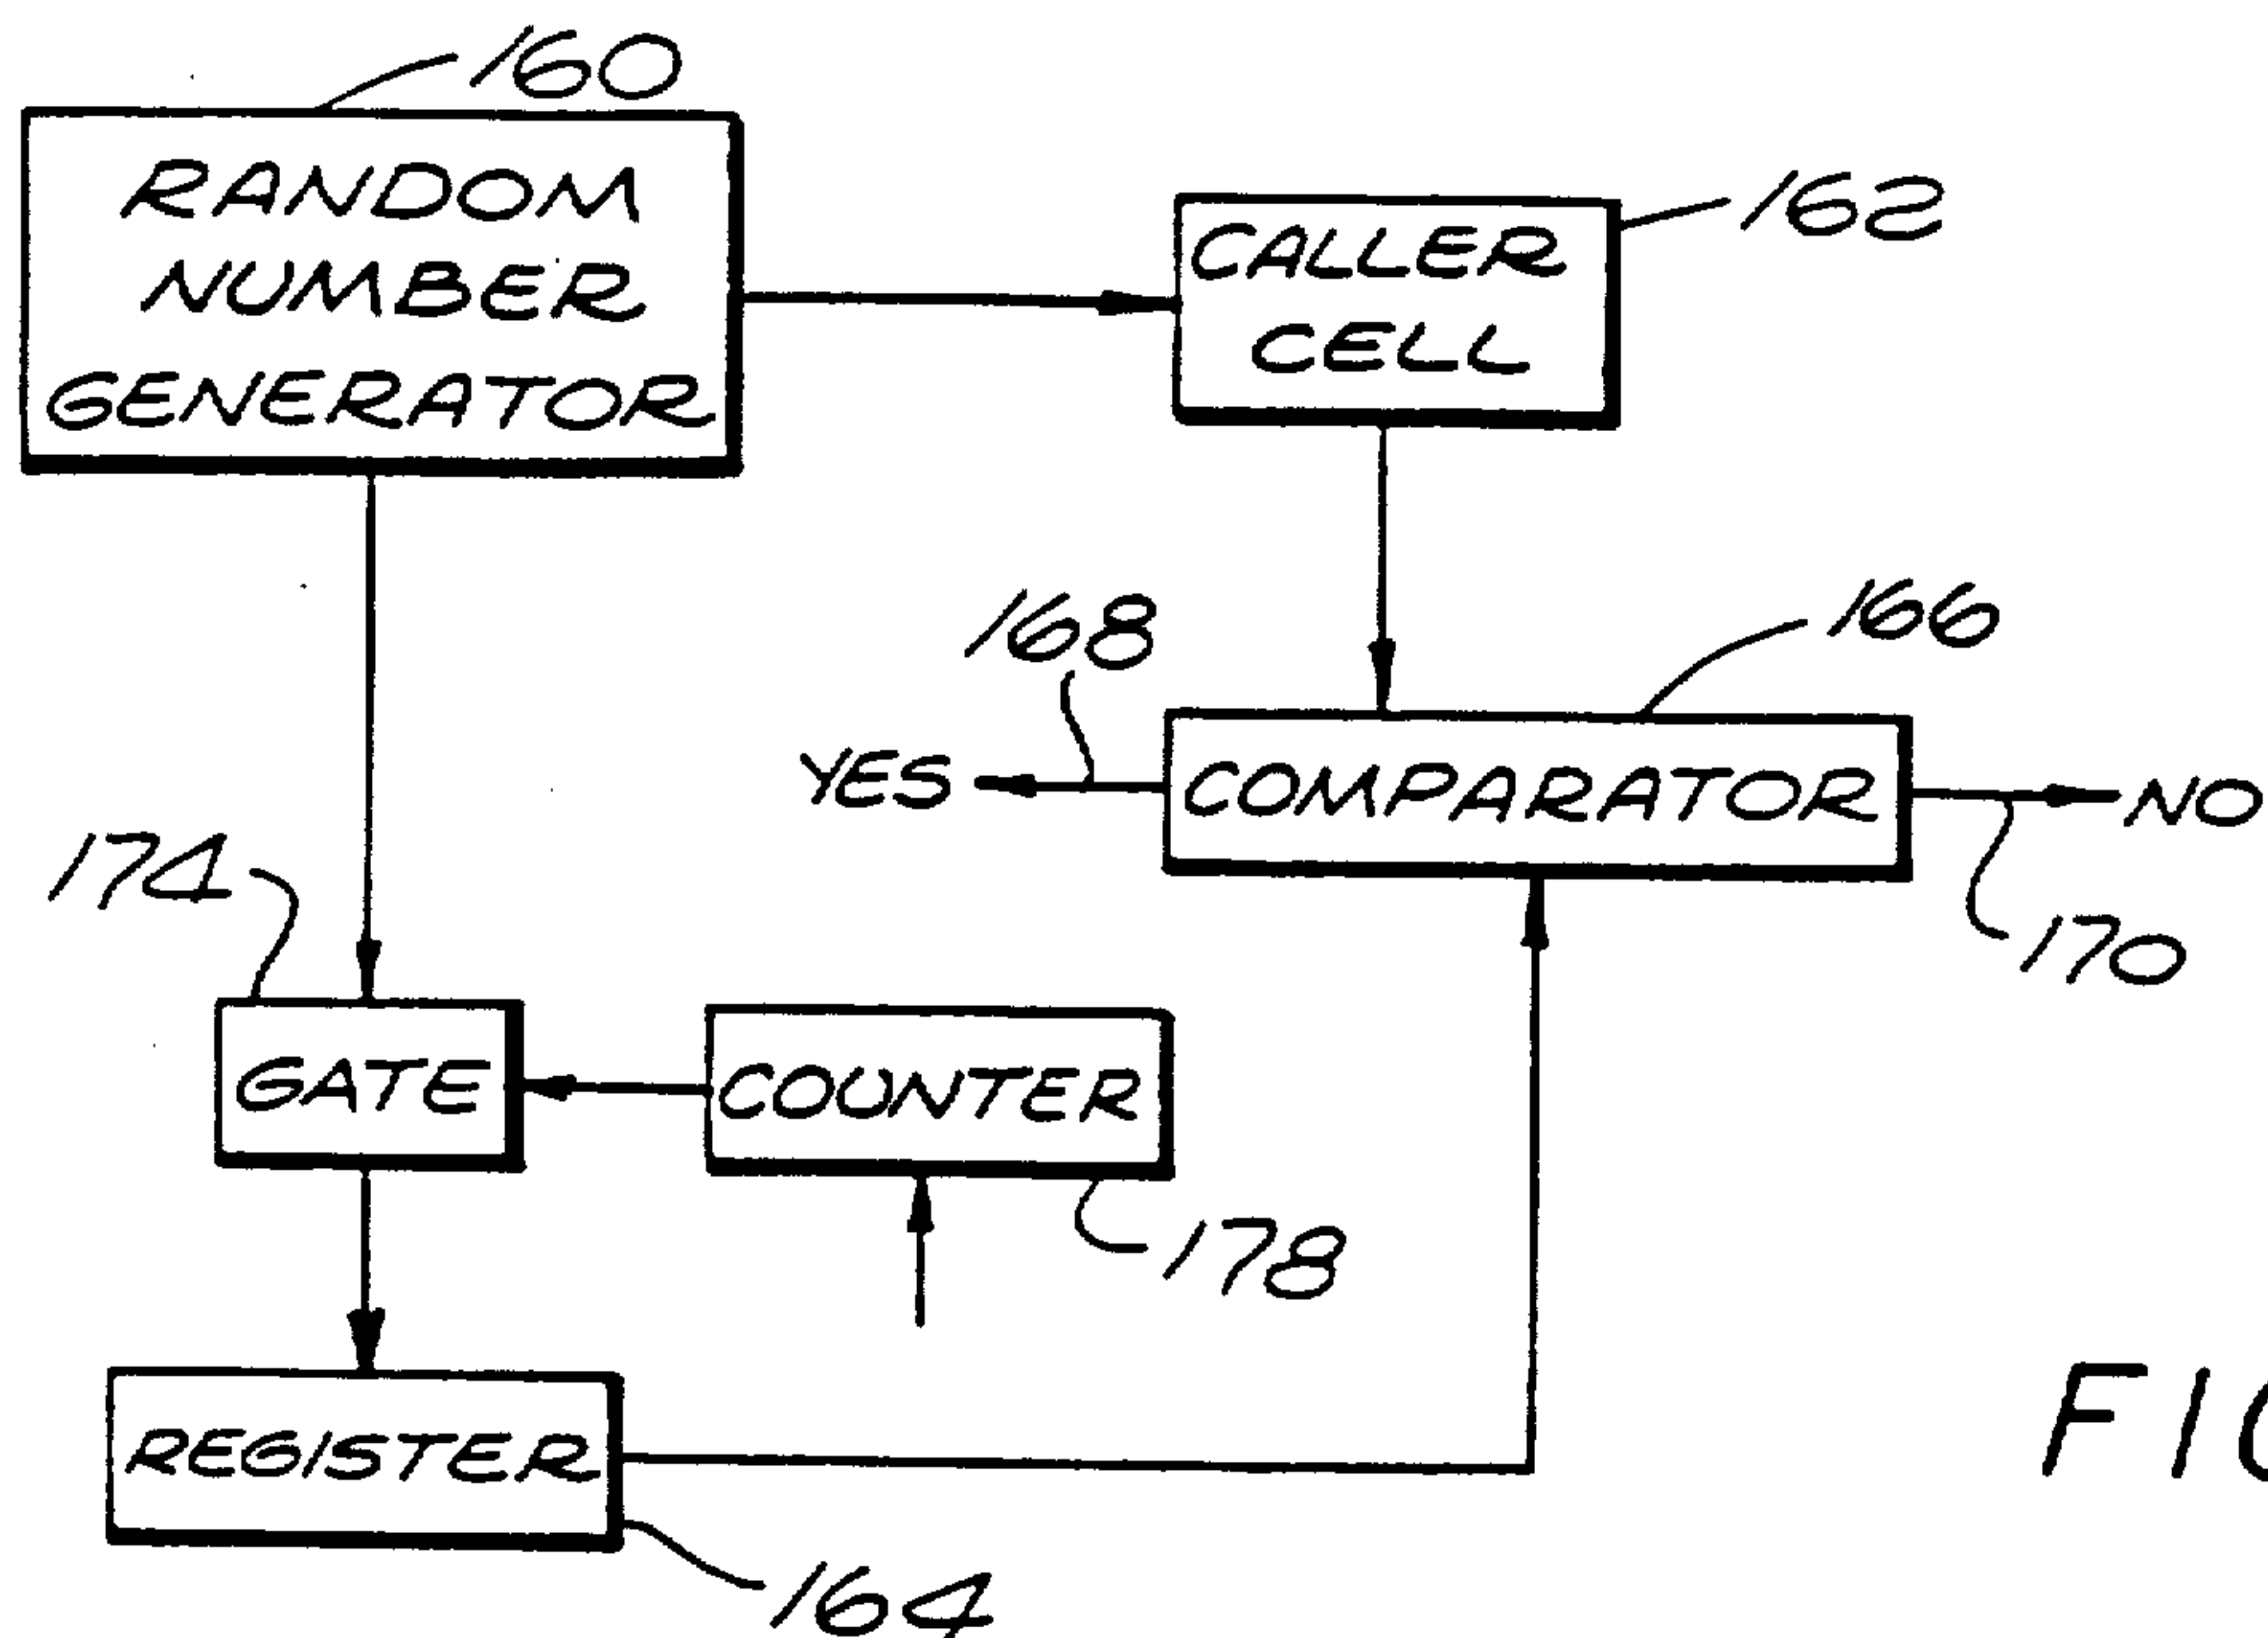 160
RANDOM
NUMBER
GENERATOR
162
CALLER
CELL
168
166
YES
COMPARATOR
NO
174
170
GATE
COUNTER
178
REGISTER
164